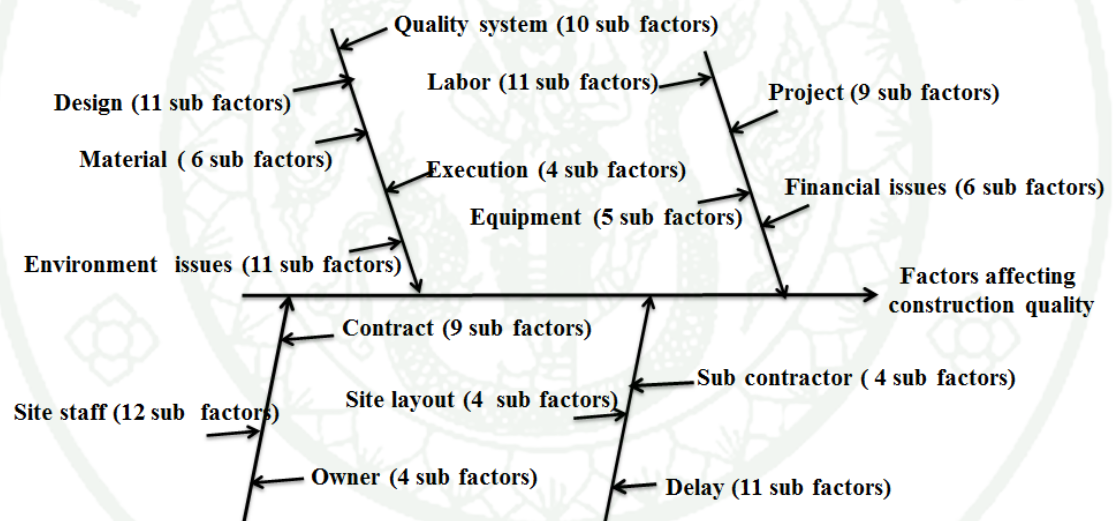 Quality system (10 sub factors)
Labor (11 sub factors)
Project (9 sub factors)
Design (11 sub factors)
Material ( 6 sub factors)
Execution (4 sub factors)
Financial issues (6 sub factors)
Equipment (5 sub factors)
Environment issues (11 sub factors)
Factors affecting
construction quality
Contract (9 sub factors)
Sub contractor ( 4 sub factors)
Site layout (4 sub factors)
Site staff (12 sub factors)
Owner (4 sub factors)
Delay (11 sub factors)